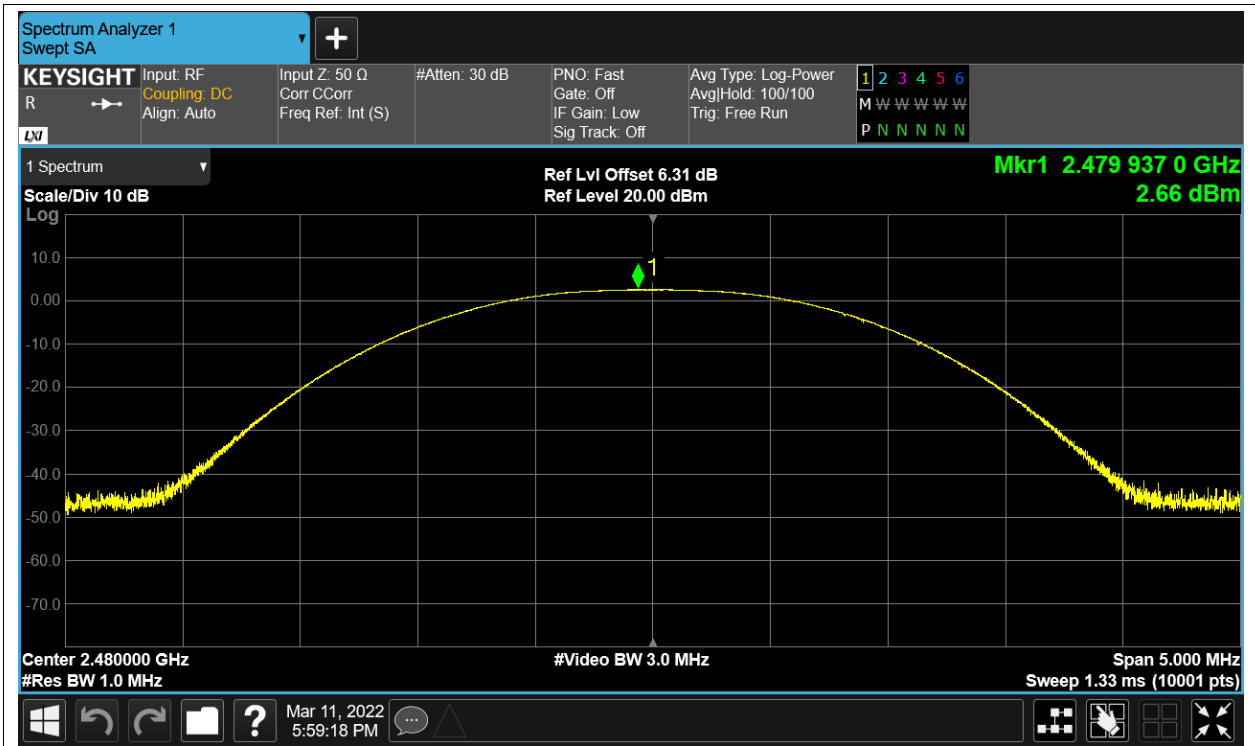 Spectrum Analyzer 1
Swept SA
KEYSIGHT
R
LXI
Input: RF
Coupling: DC
Align: Auto
Input Z: 50 Ω
Corr CCorr
Freq Ref: Int (S)
#Atten: 30 dB
PNO: Fast
Gate: Off
IF Gain: Low
Sig Track: Off
Avg Type: Log-Power
Avg|Hold: 100/100
Trig: Free Run
1 2 3 4 5 6
M W W W W W
P N N N N N
1 Spectrum
Scale/Div 10 dB
Ref Lvl Offset 6.31 dB
Ref Level 20.00 dBm
Mkr1 2.479 937 0 GHz
2.66 dBm
Log
1
10.0
0.00
-10.0
-20.0
-30.0
-40.0
-50.0
-60.0
-70.0
Center 2.480000 GHz
#Res BW 1.0 MHz
#Video BW 3.0 MHz
Span 5.000 MHz
Sweep 1.33 ms (10001 pts)
?
Mar 11, 2022
5:59:18 PM